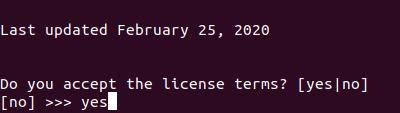 Last updated February 25, 2020
Do you accept the license terms? [yes|no]
[no] >>> yes